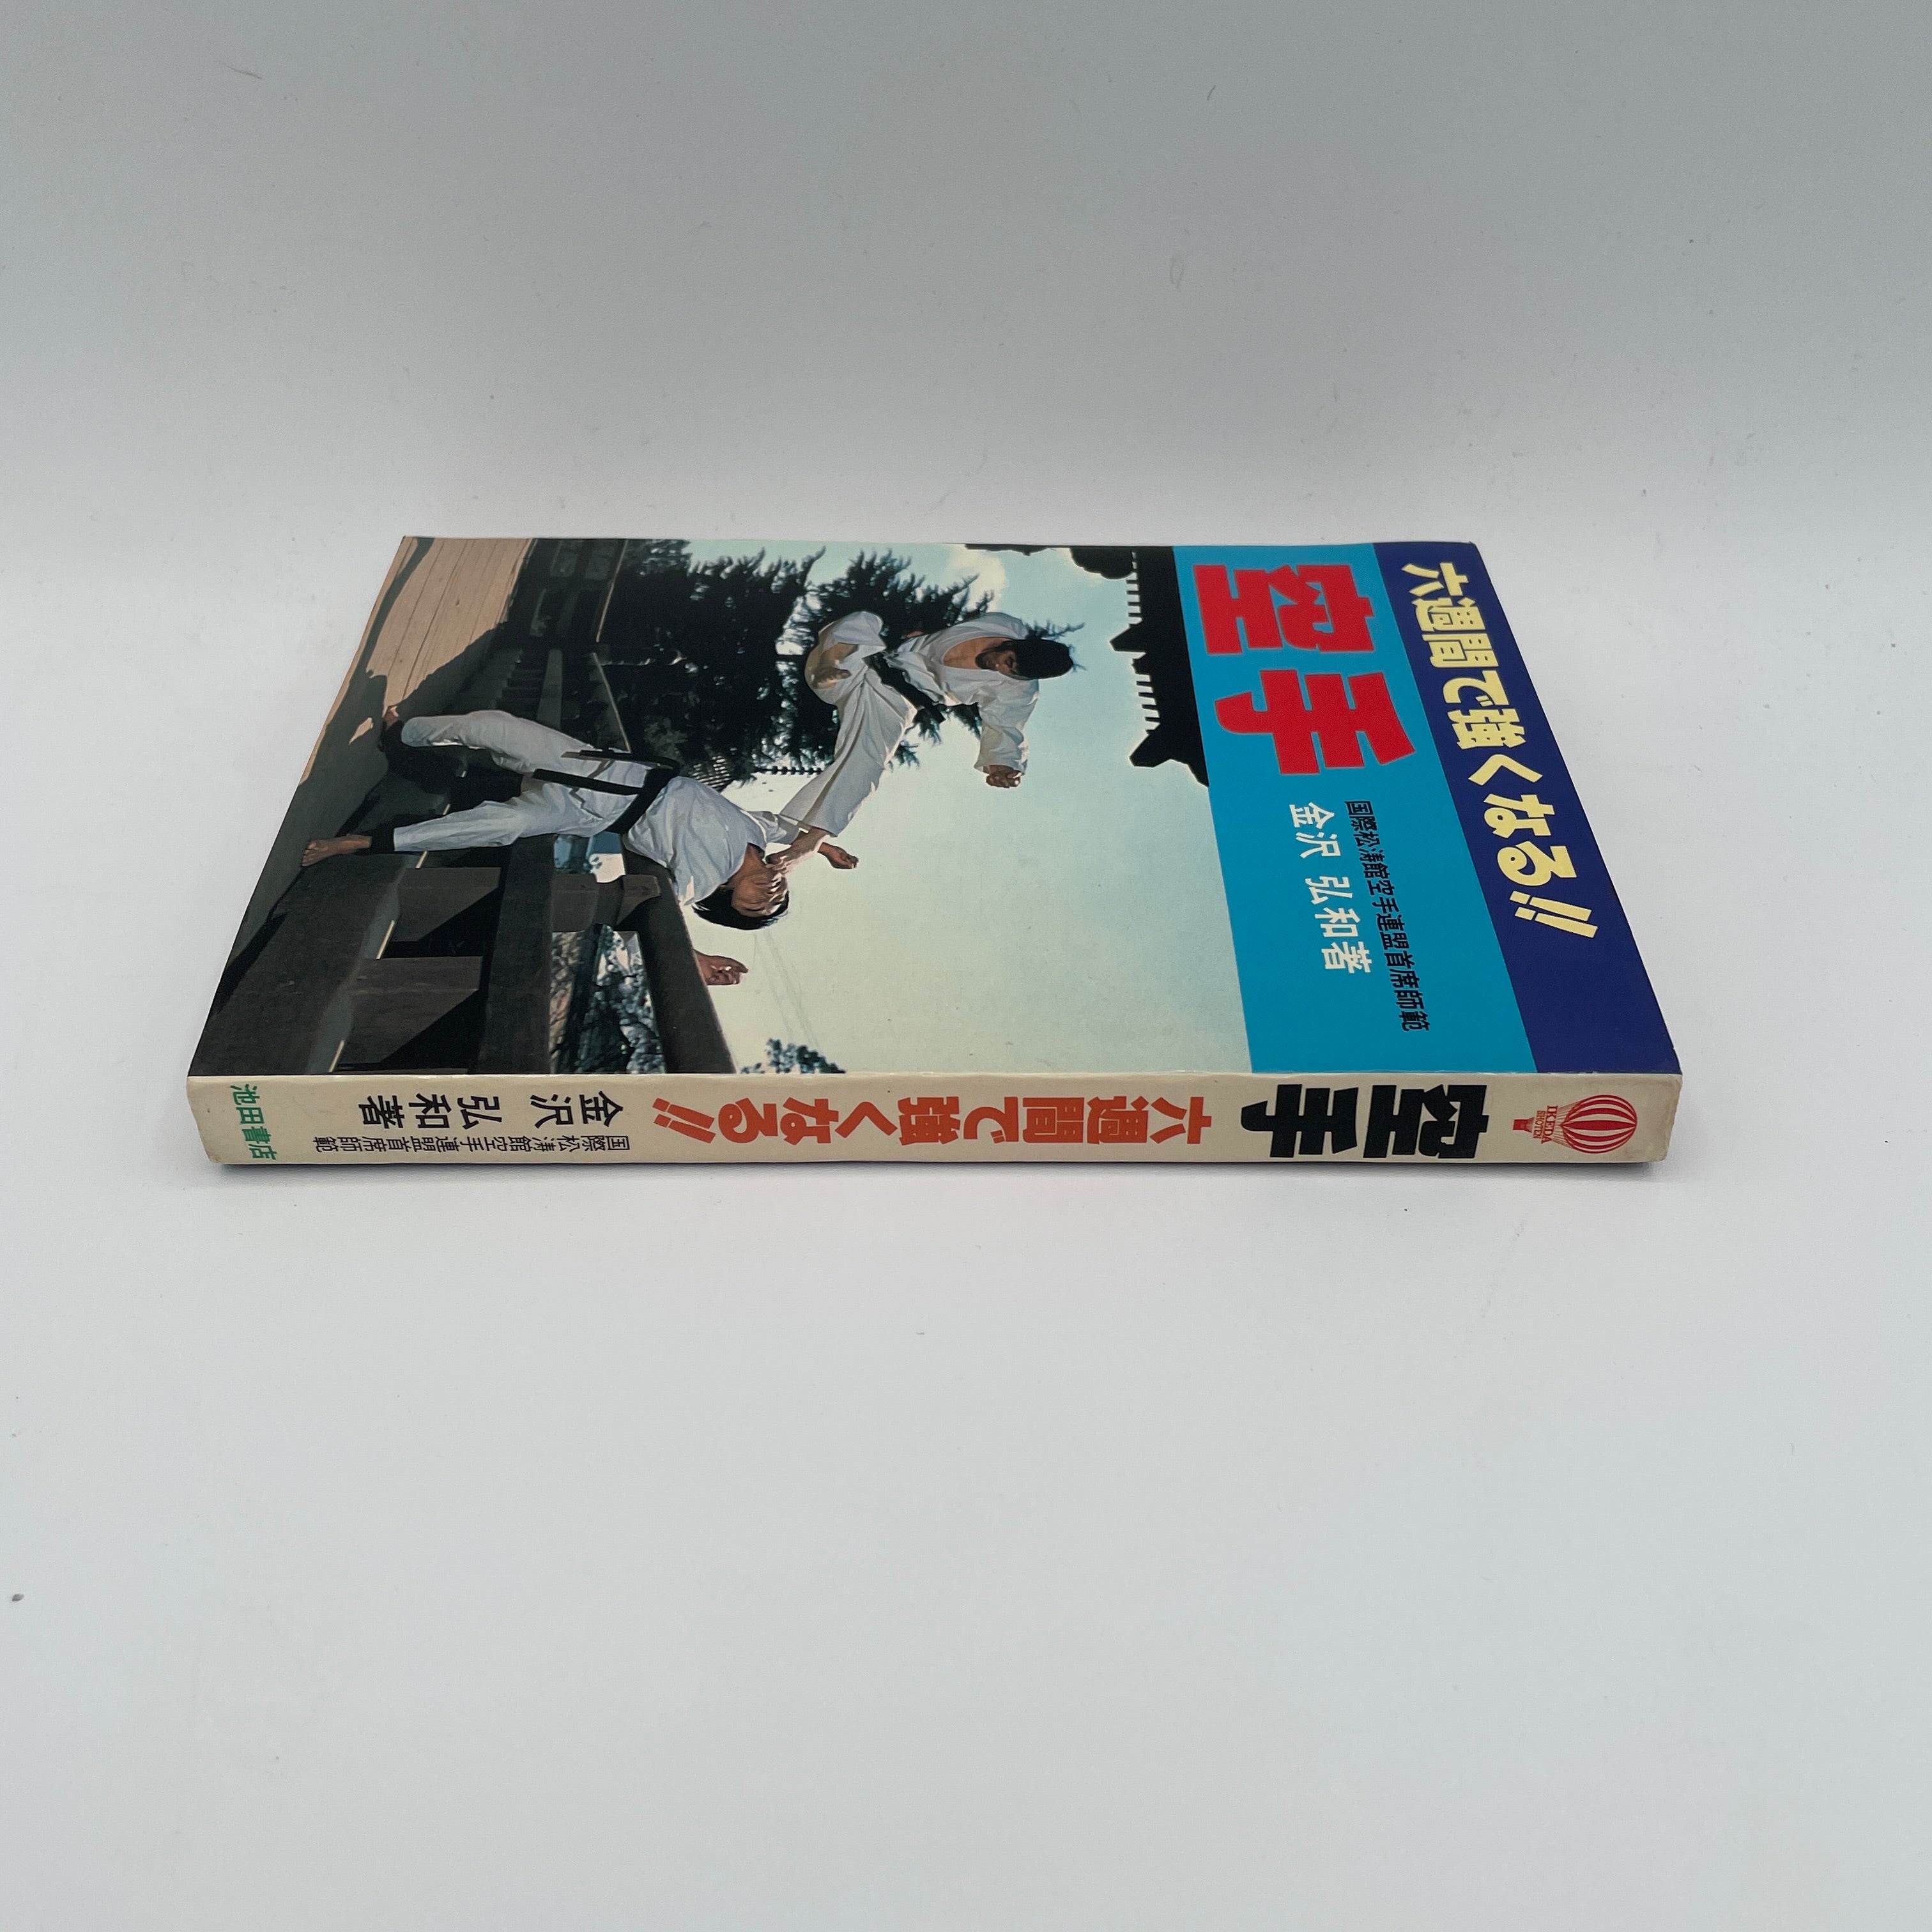 六週間で強くなる!!
空手
国際松涛館空手連盟首席師範
金沢 弘和著
IKEDA
SHOTEN
空手
六週間で強くなる!!
国際松涛館空手連盟首席師範
金沢 弘和著
池田書店